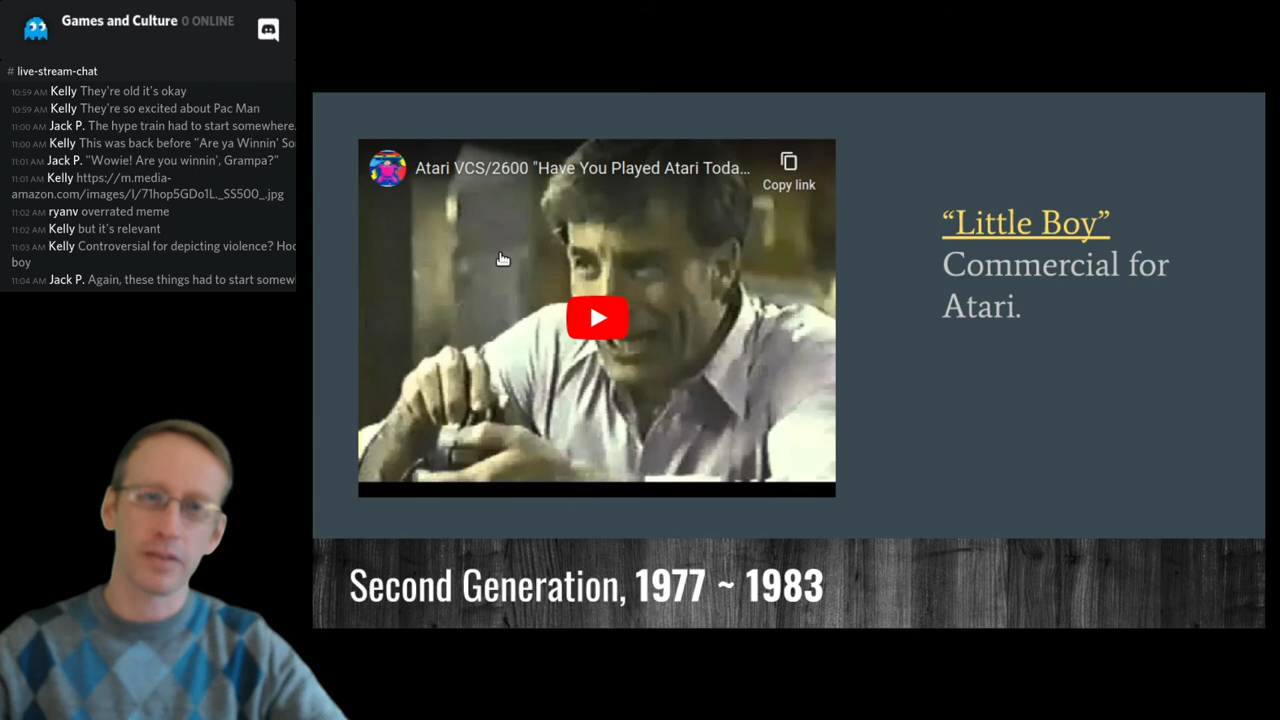 Games and Culture 0 ONLINE
# live-stream-chat
10:59 AM Kelly They're old it's okay
10:59 AM Kelly They're so excited about Pac Man
11:00 AM Jack P. The hype train had to start somewhere.
11:00 AM Kelly This was back before "Are ya Winnin' So
11:01 AM Jack P. "Wowie! Are you winnin', Grampa?"
11:01 AM Kelly https://m.media-
amazon.com/images/I/71hop5GDo1L._SS500_.jpg
11:02 AM ryanv overrated meme
11:02 AM Kelly but it's relevant
11:03 AM Kelly Controversial for depicting violence? Hoo
boy
11:04 AM Jack P. Again, these things had to start somew
Atari VCS/2600 "Have You Played Atari Toda...
Copy link
“Little Boy”
Commercial for
Atari.
Second Generation, 1977 ~ 1983